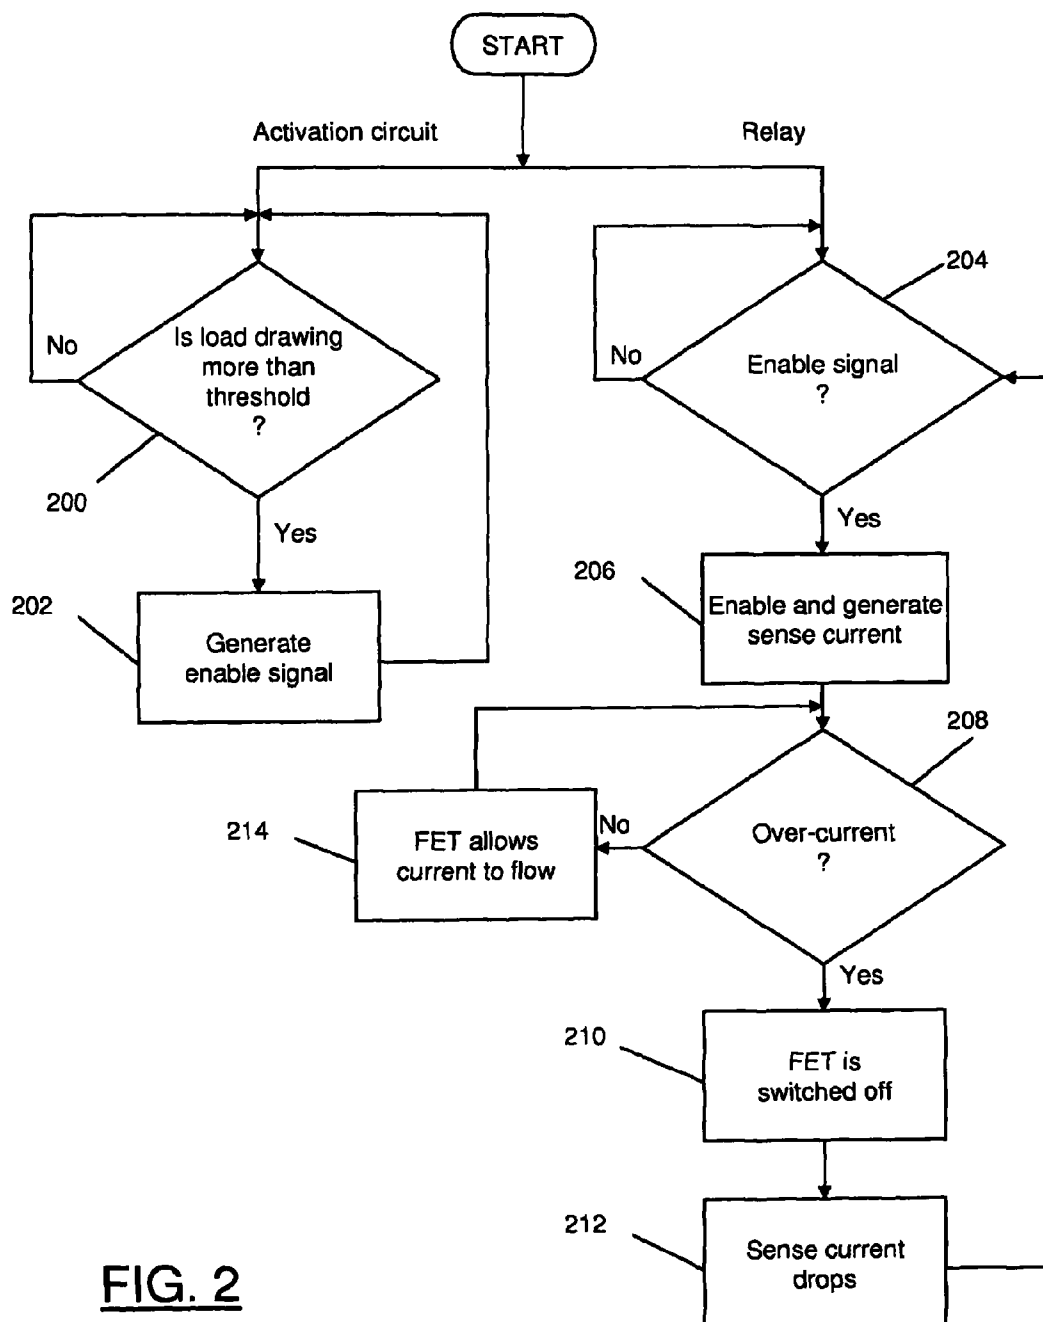 START
Activation circuit
Relay
204
No
Is load drawing
more than
threshold
?
No
Enable signal
?
200
Yes
Yes
206
202
Enable and generate
sense current
Generate
enable signal
208
214
FET allows
current to flow
No
Over-current
?
Yes
210
FET is
switched off
212
Sense current
drops
FIG. 2